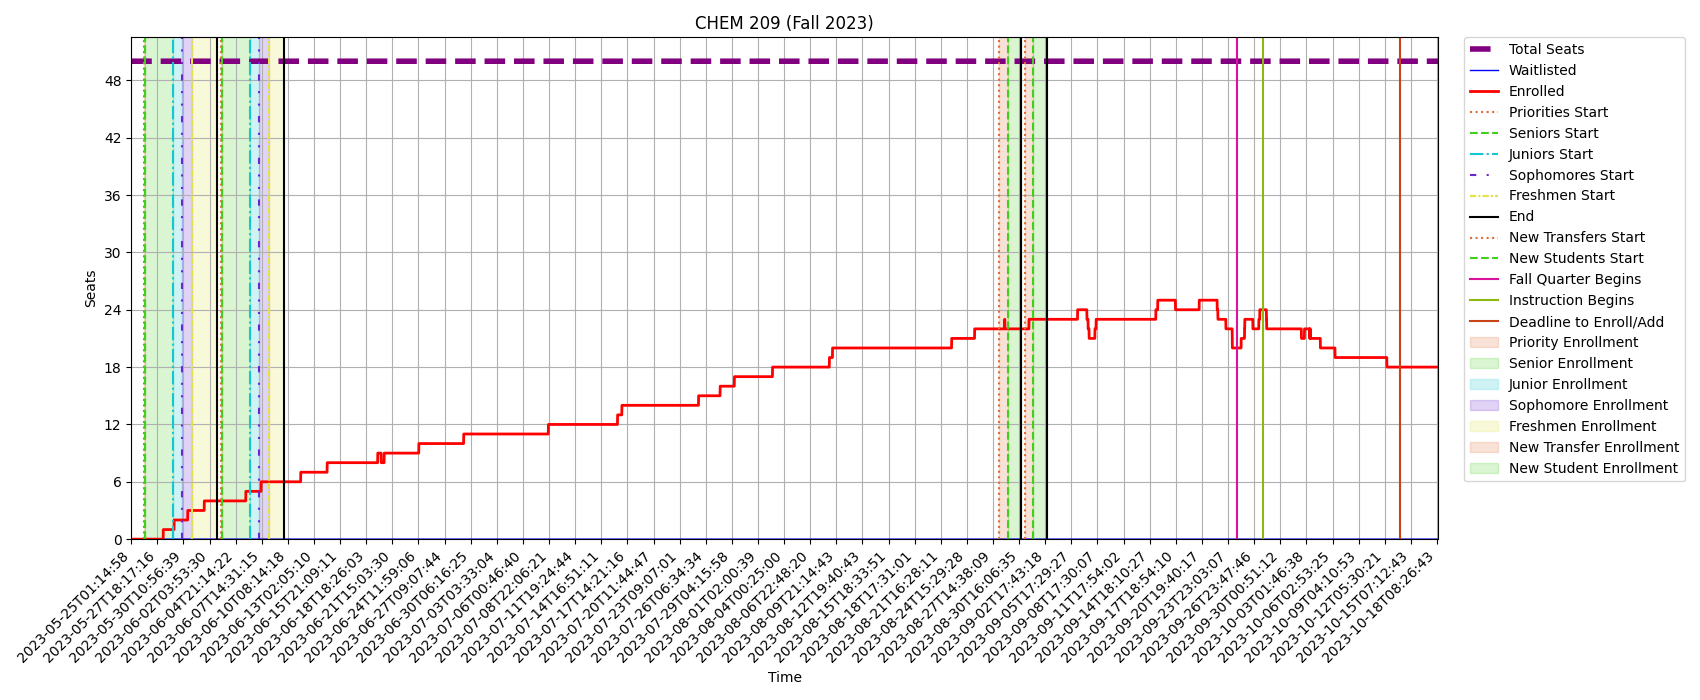 CHEM 209 (Fall 2023)
Seats
48
42
36
30
24
18
12
6
0
2023-05-25T01:14:58
2023-05-27T18:17:16
2023-05-30T10:56:39
2023-06-02T03:53:30
2023-06-04T21:14:22
2023-06-07T14:31:15
2023-06-10T08:14:18
2023-06-13T02:05:10
2023-06-15T21:09:11
2023-06-18T18:26:03
2023-06-21T15:03:30
2023-06-24T11:59:06
2023-06-27T09:07:44
2023-06-30T06:16:25
2023-07-03T03:33:04
2023-07-06T00:46:40
2023-07-08T22:06:21
2023-07-11T19:24:44
2023-07-14T16:51:11
2023-07-17T14:21:16
2023-07-20T11:44:47
2023-07-23T09:07:01
2023-07-26T06:34:34
2023-07-29T04:15:58
2023-08-01T02:00:39
2023-08-04T00:25:00
2023-08-06T22:48:20
2023-08-09T21:14:43
2023-08-12T19:40:43
2023-08-15T18:33:51
2023-08-18T17:31:01
2023-08-21T16:28:11
2023-08-24T15:29:28
2023-08-27T14:38:09
2023-08-30T16:06:35
2023-09-02T17:43:18
2023-09-05T17:29:27
2023-09-08T17:30:07
2023-09-11T17:54:02
2023-09-14T18:10:27
2023-09-17T18:54:10
2023-09-20T19:40:17
2023-09-23T23:03:07
2023-09-26T23:47:46
2023-09-30T00:51:12
2023-10-03T01:46:38
2023-10-06T02:53:25
2023-10-09T04:10:53
2023-10-12T05:30:21
2023-10-15T07:12:43
2023-10-18T08:26:43
Time
Total Seats
Waitlisted
Enrolled
Priorities Start
Seniors Start
Juniors Start
Sophomores Start
Freshmen Start
End
New Transfers Start
New Students Start
Fall Quarter Begins
Instruction Begins
Deadline to Enroll/Add
Priority Enrollment
Senior Enrollment
Junior Enrollment
Sophomore Enrollment
Freshmen Enrollment
New Transfer Enrollment
New Student Enrollment